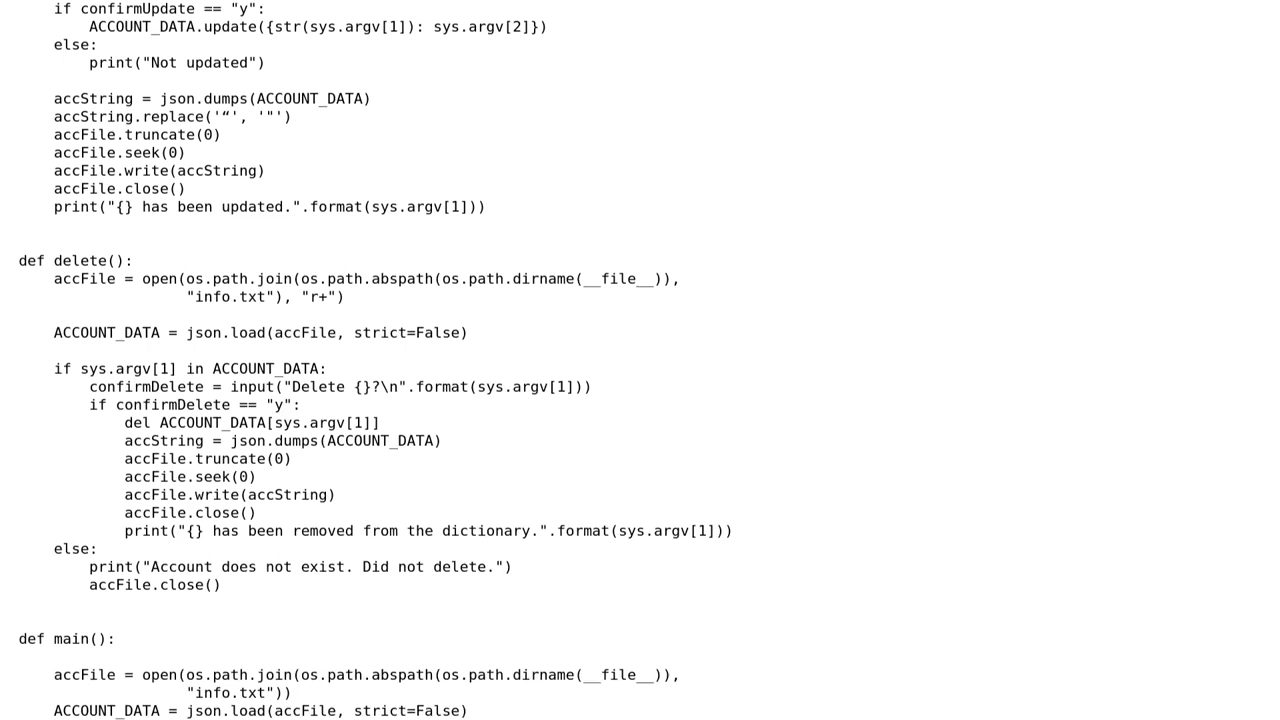 if confirmUpdate == "y":
        ACCOUNT_DATA.update({str(sys.argv[1]): sys.argv[2]})
    else:
        print("Not updated")

    accString = json.dumps(ACCOUNT_DATA)
    accString.replace('“', '"')
    accFile.truncate(0)
    accFile.seek(0)
    accFile.write(accString)
    accFile.close()
    print("{} has been updated.".format(sys.argv[1]))


def delete():
    accFile = open(os.path.join(os.path.abspath(os.path.dirname(__file__)),
                   "info.txt"), "r+")

    ACCOUNT_DATA = json.load(accFile, strict=False)

    if sys.argv[1] in ACCOUNT_DATA:
        confirmDelete = input("Delete {}?\n".format(sys.argv[1]))
        if confirmDelete == "y":
            del ACCOUNT_DATA[sys.argv[1]]
            accString = json.dumps(ACCOUNT_DATA)
            accFile.truncate(0)
            accFile.seek(0)
            accFile.write(accString)
            accFile.close()
            print("{} has been removed from the dictionary.".format(sys.argv[1]))
    else:
        print("Account does not exist. Did not delete.")
        accFile.close()


def main():

    accFile = open(os.path.join(os.path.abspath(os.path.dirname(__file__)),
                   "info.txt"))
    ACCOUNT_DATA = json.load(accFile, strict=False)